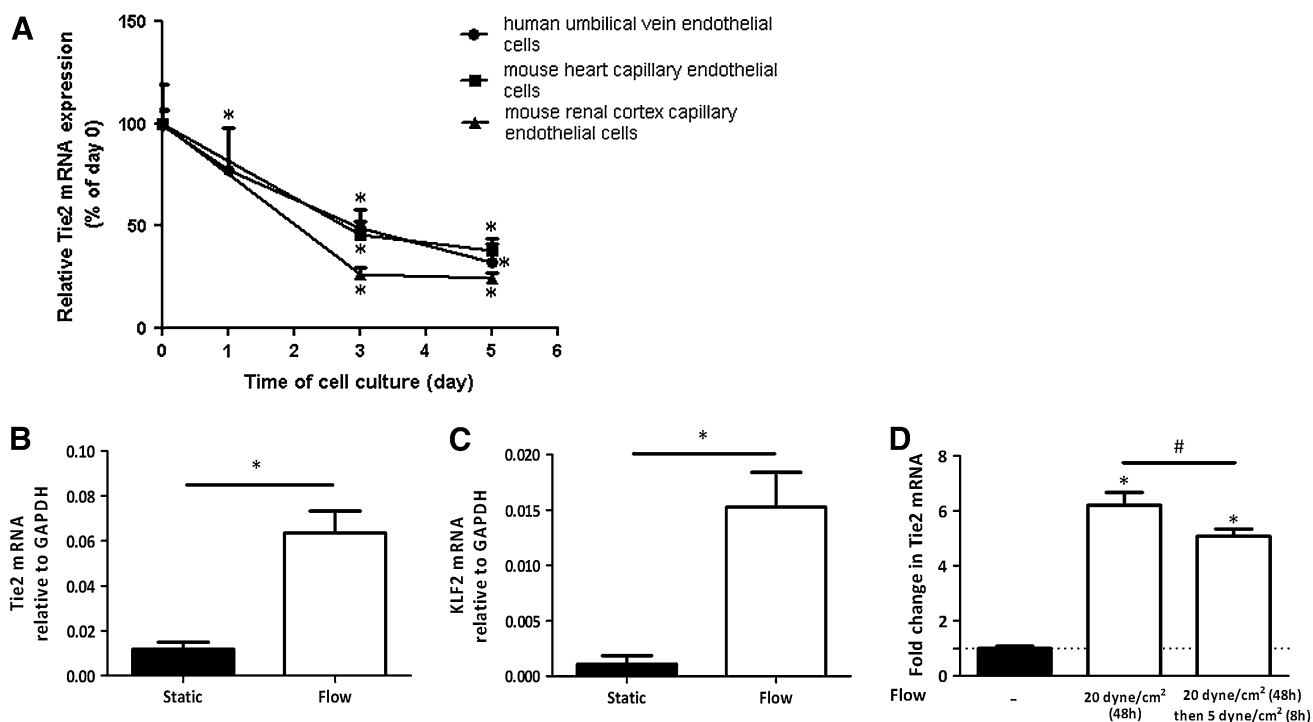 A
150
100
50
0
Relative Tie2 mRNA expression
(% of day 0)
*
*
*
*
*
*
*
0
1
2
3
4
5
6
Time of cell culture (day)
human umbilical vein endothelial
cells
mouse heart capillary endothelial
cells
mouse renal cortex capillary
endothelial cells
B
0.10
0.08
0.06
0.04
0.02
0.00
Tie2 mRNA
relative to GAPDH
*
Static
Flow
C
0.020
0.015
0.010
0.005
0.000
KLF2 mRNA
relative to GAPDH
*
Static
Flow
D
8
6
4
2
0
Fold change in Tie2 mRNA
#
*
*
Flow
–
20 dyne/cm²
(48h)
20 dyne/cm² (48h)
then 5 dyne/cm² (8h)